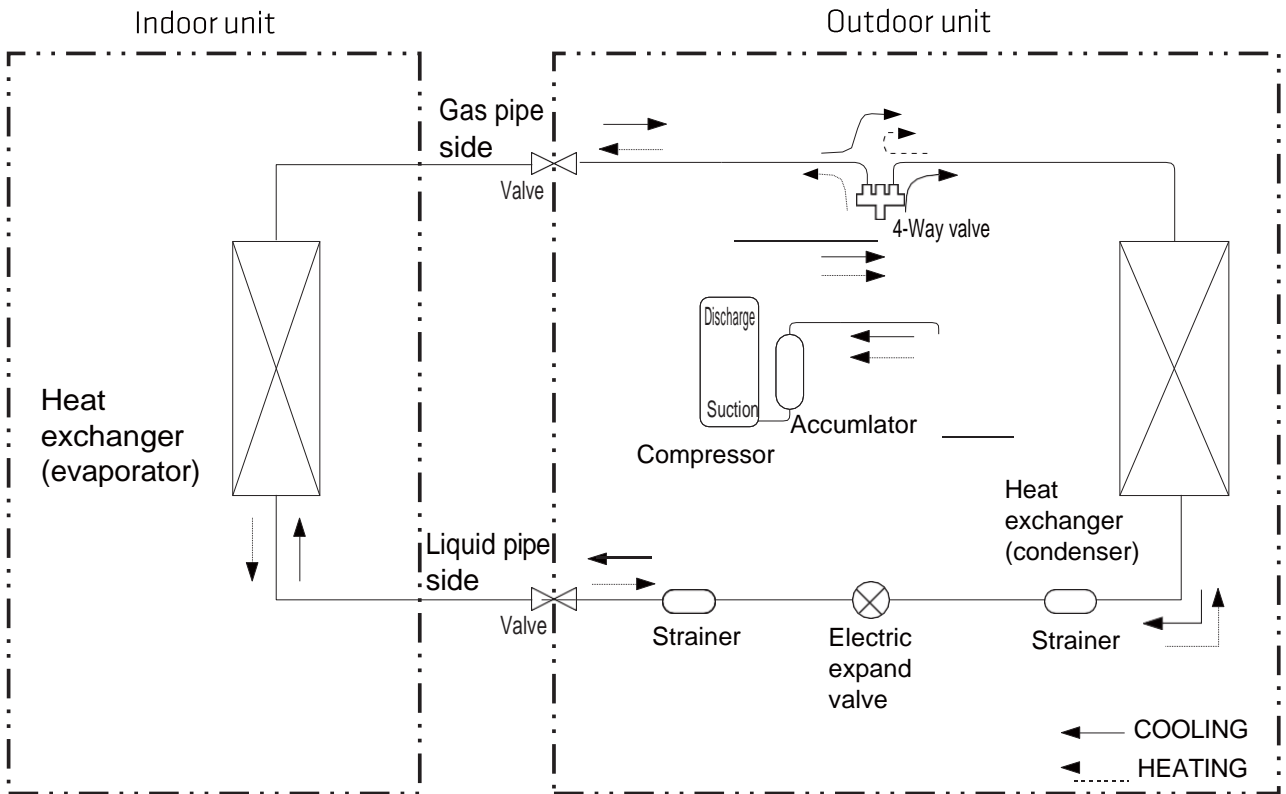 Indoor unit
Outdoor unit
Gas pipe
side
Valve
4-Way valve
Discharge
Suction
Compressor
Accumlator
Heat
exchanger
(evaporator)
Heat
exchanger
(condenser)
Liquid pipe
side
Valve
Strainer
Electric
expand
valve
Strainer
COOLING
HEATING